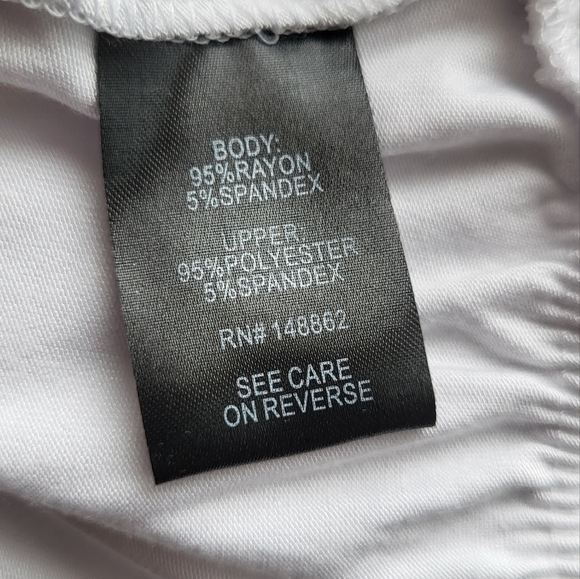 BODY:
95%RAYON
5%SPANDEX
UPPER
95%POLYESTER
5%SPANDEX
RN# 148862
SEE CARE
ON REVERSE